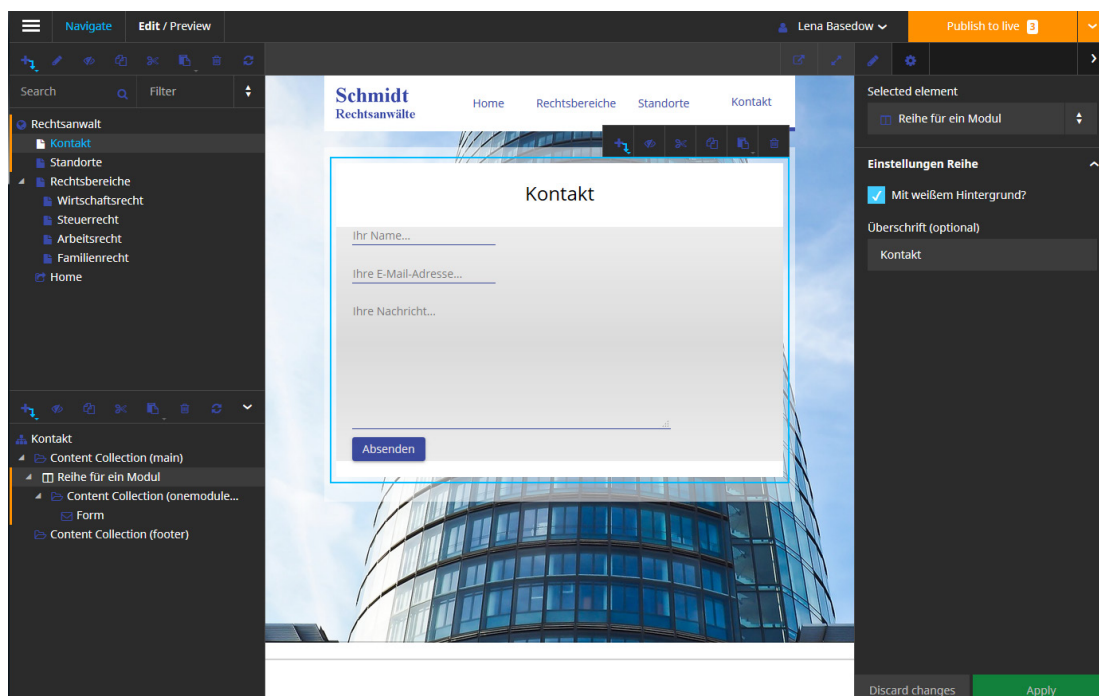 Navigate Edit / Preview Lena Basedow Publish to live 3
Search Filter
Rechtsanwalt
Kontakt
Standorte
Rechtsbereiche
Wirtschaftsrecht
Steuerrecht
Arbeitsrecht
Familienrecht
Home
Kontakt
Content Collection (main)
Reihe für ein Modul
Content Collection (onemodule...
Form
Content Collection (footer)
Schmidt
Rechtsanwälte
Home Rechtsbereiche Standorte Kontakt
Kontakt
Ihr Name...
Ihre E-Mail-Adresse...
Ihre Nachricht...
Absenden
Selected element
Reihe für ein Modul
Einstellungen Reihe
Mit weißem Hintergrund?
Überschrift (optional)
Kontakt
Discard changes Apply